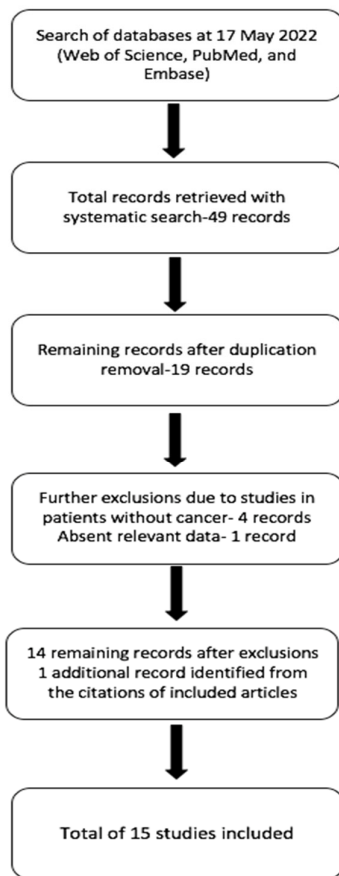 Search of databases at 17 May 2022
(Web of Science, PubMed, and
Embase)
Total records retrieved with
systematic search-49 records
Remaining records after duplication
removal-19 records
Further exclusions due to studies in
patients without cancer- 4 records
Absent relevant data- 1 record
14 remaining records after exclusions
1 additional record identified from
the citations of included articles
Total of 15 studies included